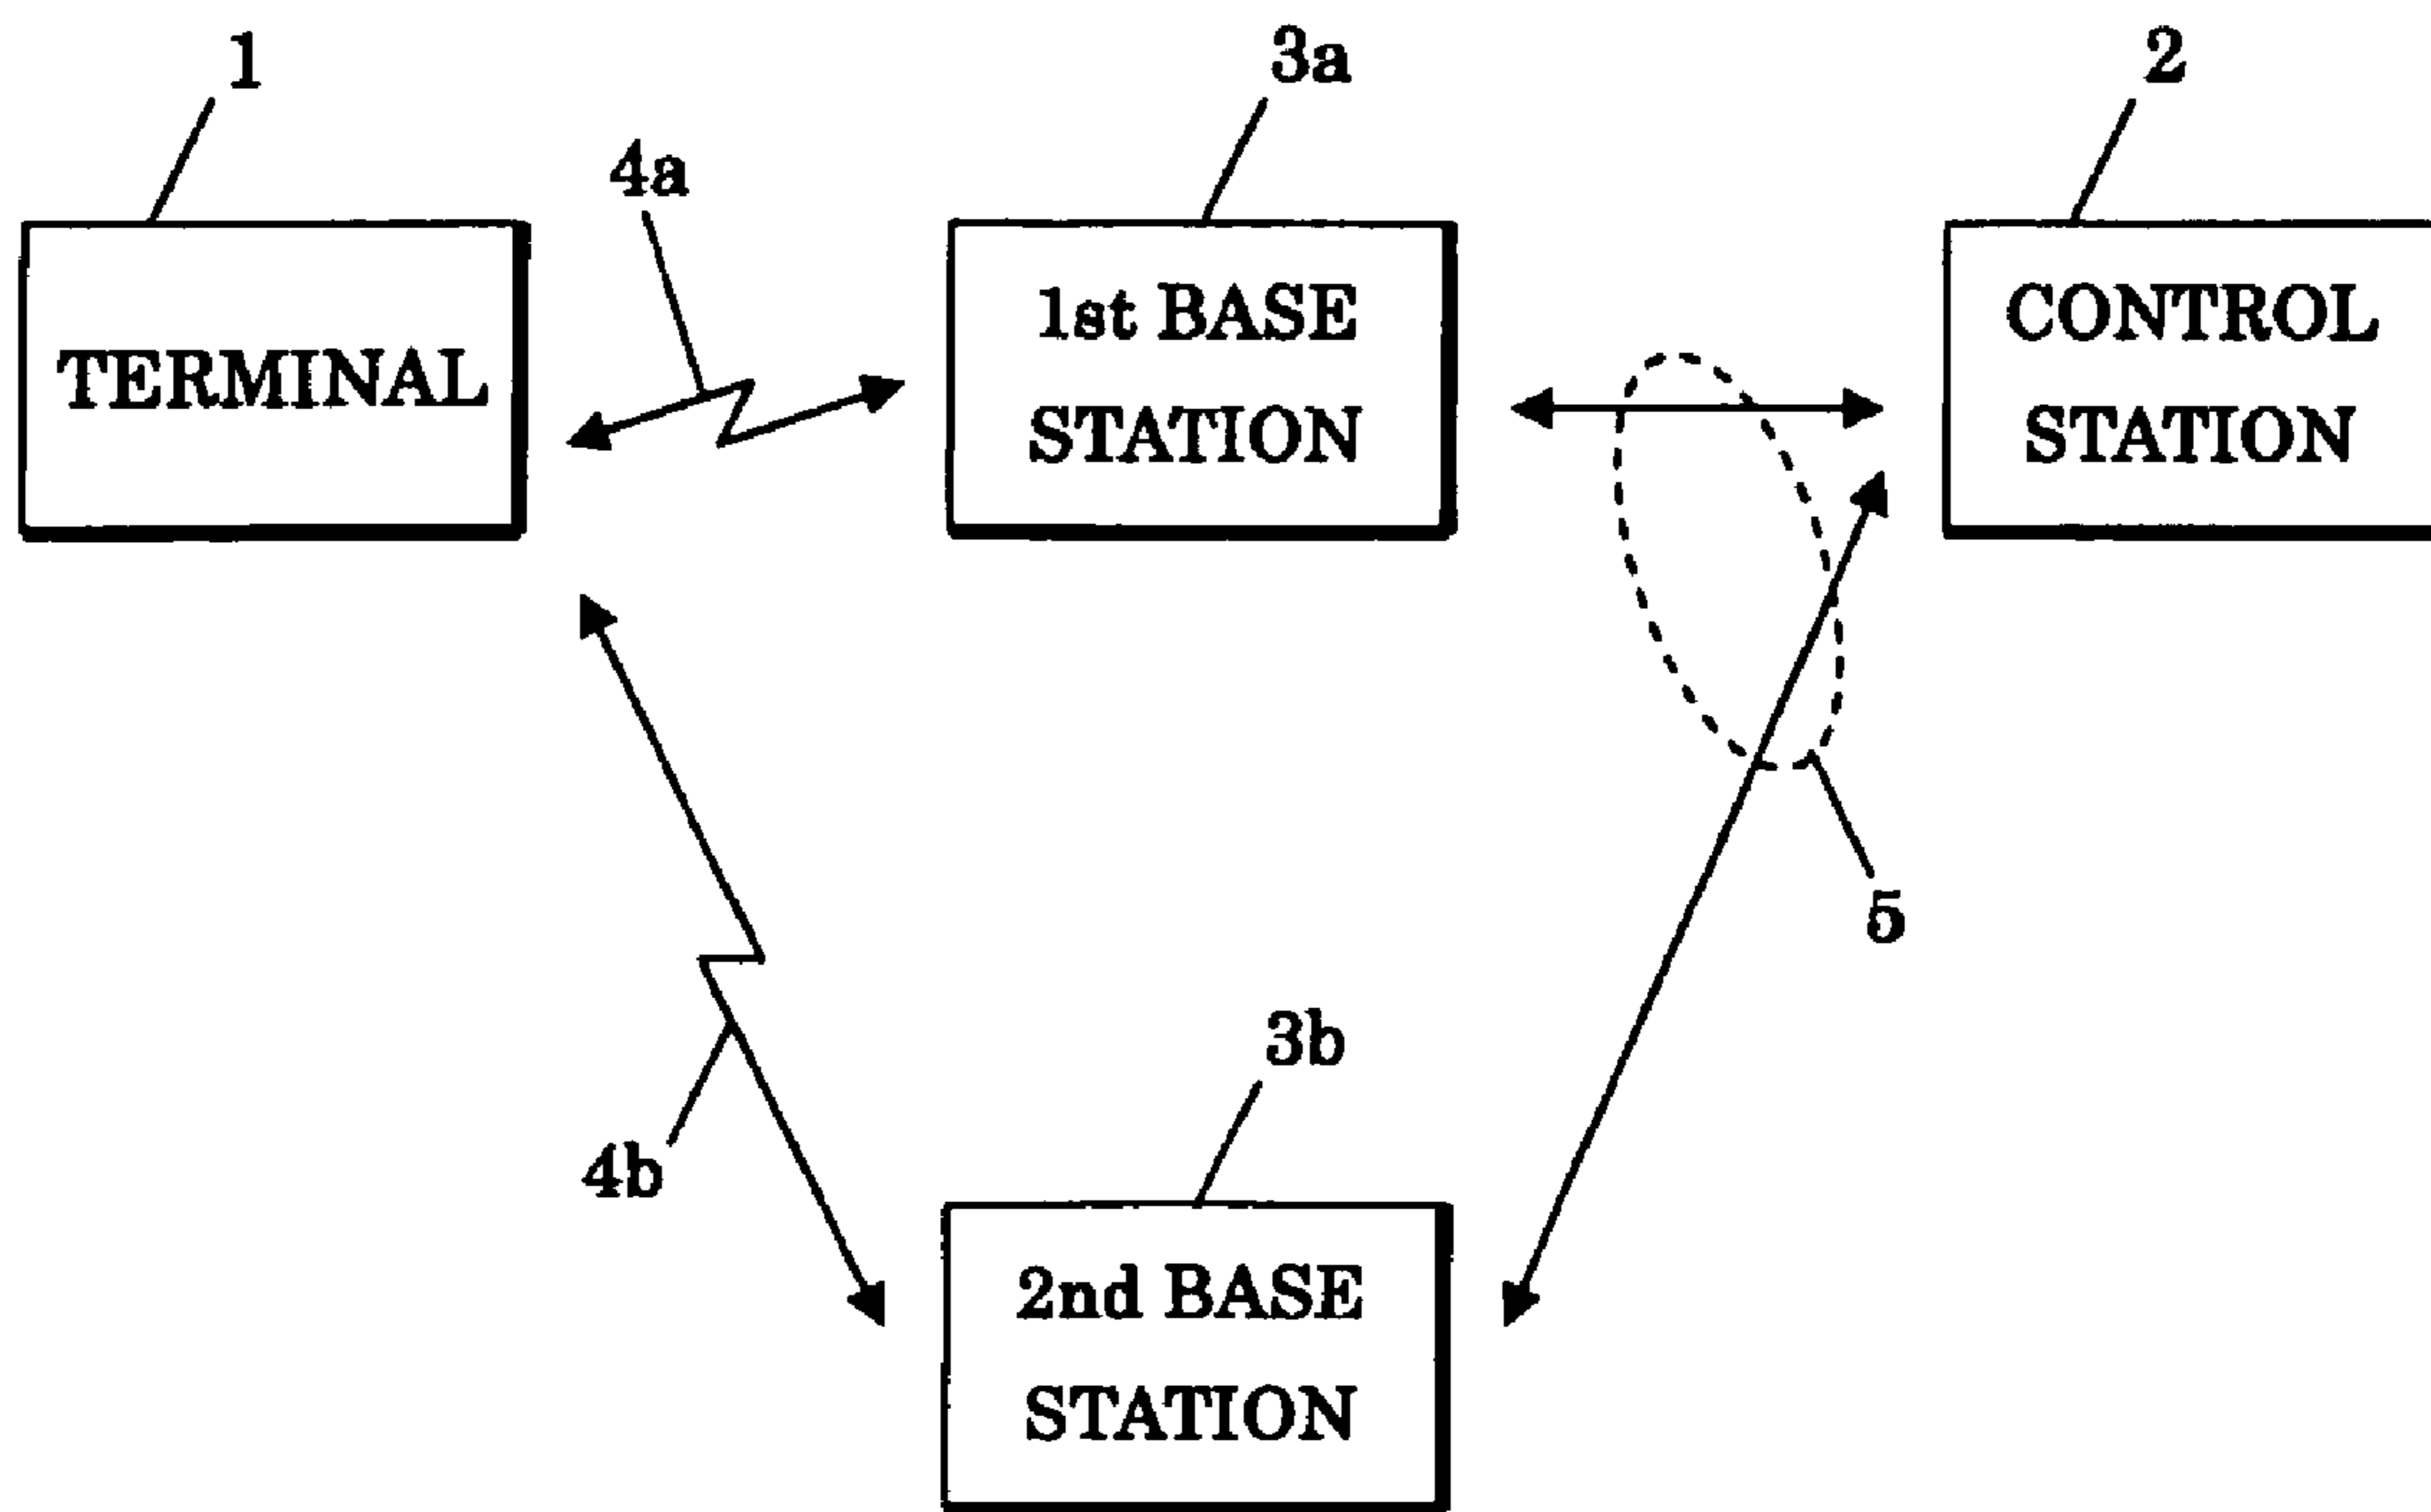 1
3a
2
4a
TERMINAL
1st BASE
STATION
CONTROL
STATION
5
3b
4b
2nd BASE
STATION